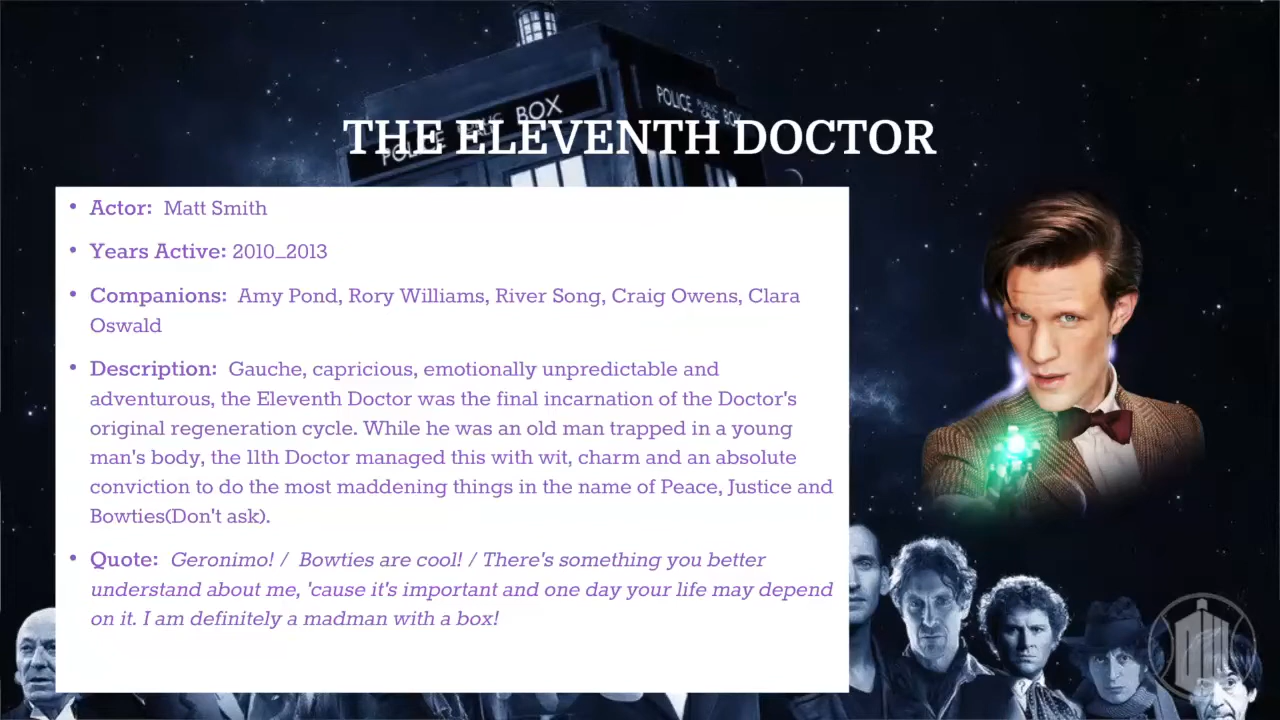 POLICE PUBLIC BOX
POLICE PUBLIC BOX
THE ELEVENTH DOCTOR
• Actor: Matt Smith
• Years Active: 2010_2013
• Companions: Amy Pond, Rory Williams, River Song, Craig Owens, Clara
Oswald
• Description: Gauche, capricious, emotionally unpredictable and
adventurous, the Eleventh Doctor was the final incarnation of the Doctor's
original regeneration cycle. While he was an old man trapped in a young
man's body, the 11th Doctor managed this with wit, charm and an absolute
conviction to do the most maddening things in the name of Peace, Justice and
Bowties(Don't ask).
• Quote: Geronimo! / Bowties are cool! / There's something you better
understand about me, 'cause it's important and one day your life may depend
on it. I am definitely a madman with a box!
DW